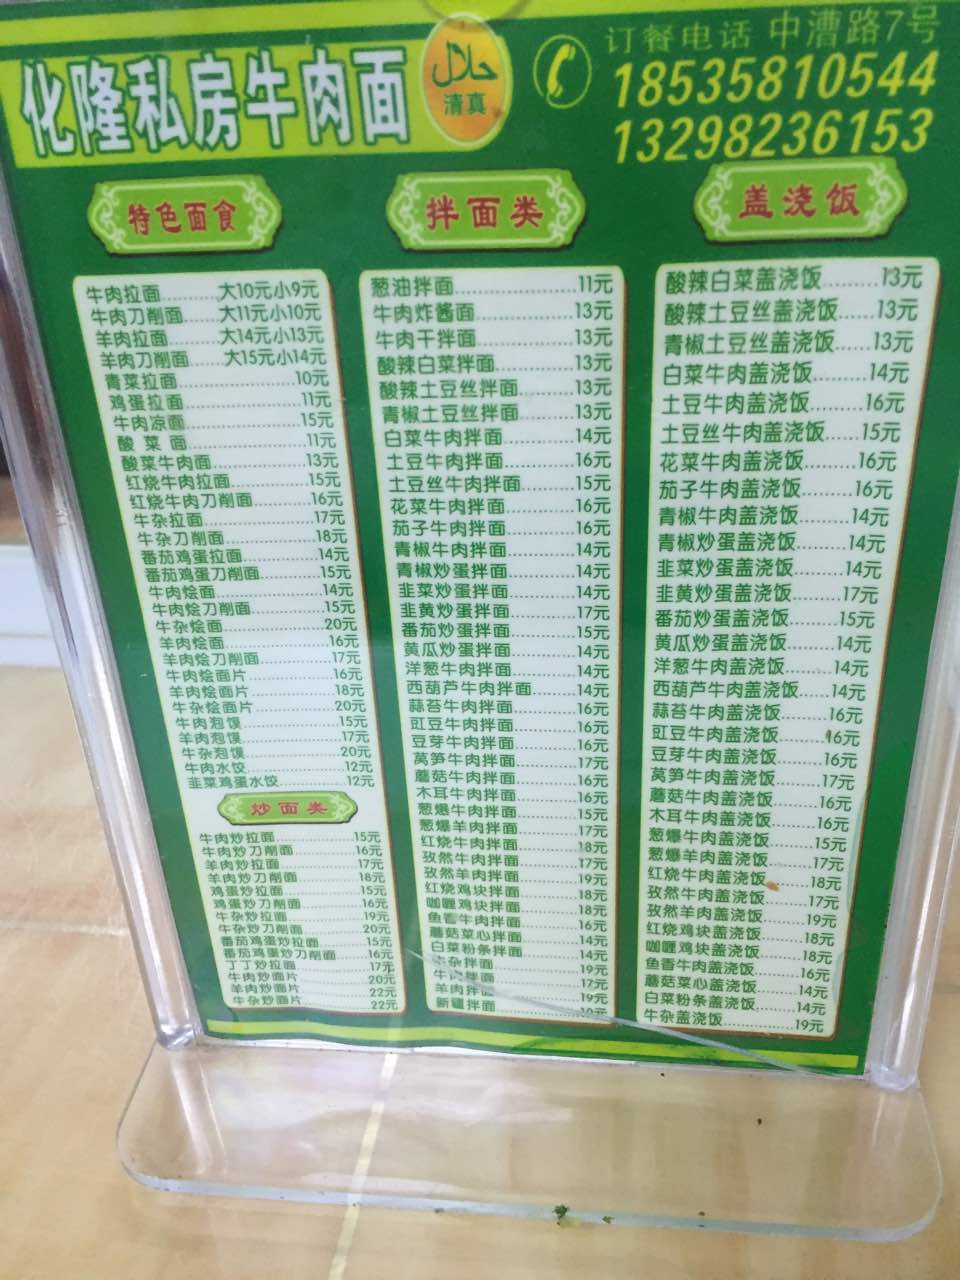 化隆私房牛肉面
حلال
清真
订餐电话 中漕路7号
18535810544
13298236153
特色面食
牛肉拉面.........大10元小9元
牛肉刀削面......大11元小10元
羊肉拉面.........大14元小13元
羊肉刀削面......大15元小14元
青菜拉面...............10元
鸡蛋拉面...............11元
牛肉凉面...............15元
酸 菜 面...............11元
酸菜牛肉面.............13元
红烧牛肉拉面...........15元
红烧牛肉刀削面.........16元
牛杂拉面...............17元
牛杂刀削面.............18元
番茄鸡蛋拉面...........14元
番茄鸡蛋刀削面.........15元
牛肉烩面...............14元
牛肉烩刀削面...........15元
牛杂烩面...............20元
羊肉烩面...............16元
羊肉烩刀削面...........17元
牛肉烩面片.............16元
羊肉烩面片.............18元
牛杂烩面片.............20元
牛肉泡馍...............15元
羊肉泡馍...............17元
牛杂泡馍...............20元
牛肉水饺...............12元
韭菜鸡蛋水饺...........12元
炒面类
牛肉炒拉面.............15元
牛肉炒刀削面...........16元
羊肉炒拉面.............17元
羊肉炒刀削面...........18元
鸡蛋炒拉面.............15元
鸡蛋炒刀削面...........16元
牛杂炒拉面.............19元
牛杂炒刀削面...........20元
番茄鸡蛋炒拉面.........15元
番茄鸡蛋炒刀削面.......16元
丁丁炒拉面.............17元
牛肉炒面片.............20元
羊肉炒面片.............22元
牛杂炒面片.............22元
拌面类
葱油拌面...............11元
牛肉炸酱面.............13元
牛肉干拌面.............13元
酸辣白菜拌面...........13元
酸辣土豆丝拌面.........13元
青椒土豆丝拌面.........13元
白菜牛肉拌面...........14元
土豆牛肉拌面...........16元
土豆丝牛肉拌面.........15元
花菜牛肉拌面...........16元
茄子牛肉拌面...........16元
青椒牛肉拌面...........14元
青椒炒蛋拌面...........14元
韭菜炒蛋拌面...........14元
韭黄炒蛋拌面...........17元
番茄炒蛋拌面...........15元
黄瓜炒蛋拌面...........14元
洋葱牛肉拌面...........14元
西葫芦牛肉拌面.........14元
蒜苔牛肉拌面...........16元
豇豆牛肉拌面...........16元
豆芽牛肉拌面...........16元
莴笋牛肉拌面...........17元
蘑菇牛肉拌面...........16元
木耳牛肉拌面...........16元
葱爆牛肉拌面...........15元
葱爆羊肉拌面...........17元
红烧牛肉拌面...........18元
孜然牛肉拌面...........17元
孜然羊肉拌面...........19元
红烧鸡块拌面...........18元
咖喱鸡块拌面...........18元
鱼香牛肉拌面...........16元
蘑菇菜心拌面...........14元
白菜粉条拌面...........14元
牛杂拌面...............19元
牛肉拌面...............17元
羊肉拌面...............19元
新疆拌面...............
盖浇饭
酸辣白菜盖浇饭.........13元
酸辣土豆丝盖浇饭.......13元
青椒土豆丝盖浇饭.......13元
白菜牛肉盖浇饭.........14元
土豆牛肉盖浇饭.........16元
土豆丝牛肉盖浇饭.......15元
花菜牛肉盖浇饭.........16元
茄子牛肉盖浇饭.........16元
青椒牛肉盖浇饭.........14元
青椒炒蛋盖浇饭.........14元
韭菜炒蛋盖浇饭.........14元
韭黄炒蛋盖浇饭.........17元
番茄炒蛋盖浇饭.........15元
黄瓜炒蛋盖浇饭.........14元
洋葱牛肉盖浇饭.........14元
西葫芦牛肉盖浇饭.......14元
蒜苔牛肉盖浇饭.........16元
豇豆牛肉盖浇饭.........16元
豆芽牛肉盖浇饭.........16元
莴笋牛肉盖浇饭.........17元
蘑菇牛肉盖浇饭.........16元
木耳牛肉盖浇饭.........16元
葱爆牛肉盖浇饭.........15元
葱爆羊肉盖浇饭.........17元
红烧牛肉盖浇饭.........18元
孜然牛肉盖浇饭.........17元
孜然羊肉盖浇饭.........19元
红烧鸡块盖浇饭.........18元
咖喱鸡块盖浇饭.........18元
鱼香牛肉盖浇饭.........16元
蘑菇菜心盖浇饭.........14元
白菜粉条盖浇饭.........14元
牛杂盖浇饭.............19元